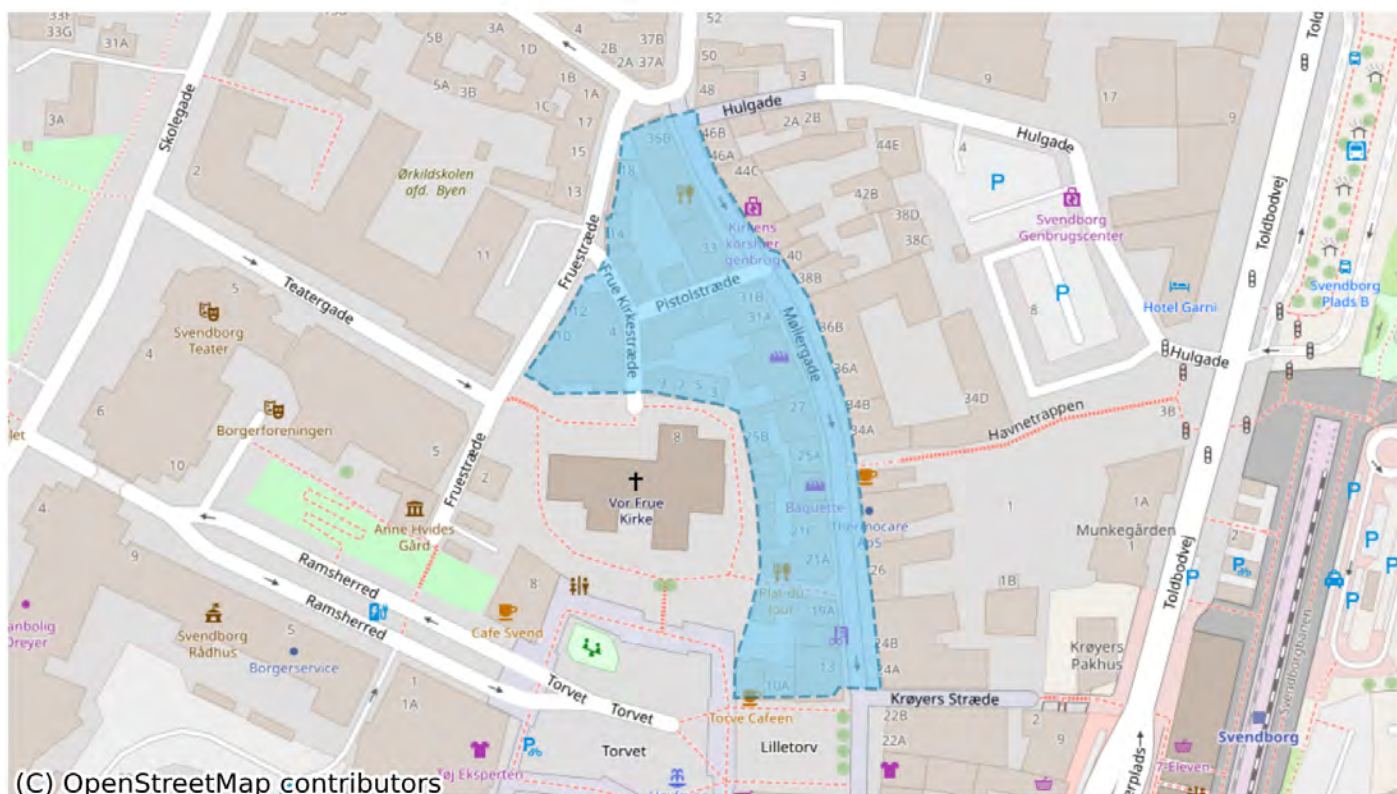 33F
33G
31A
3A
Skolegade
2
5B
3A
1D
4
2B
2A
37B
37A
52
50
48
3
5A
3B
1C
1B
1A
17
15
13
11
Ørkildskolen
afd. Byen
Hulgade
2A
2B
46B
46A
44C
44E
42B
38D
38C
35B
18
14
33
Kirkens
korshær
genbrug
40
38B
Hulgade
4
P
9
17
9
Svendborg
Genbrugscenter
P
8
Hotel Garni
Toldbodvej
Toldbodvej
Svendborg
Plads B
Hulgade
Teatergade
Fruestræde
Frue Kirkestræde
Pistolstræde
31B
31A
Møllergade
36B
36A
34B
34A
34D
Havnetrappen
3B
12
10
4
5
Svendborg
Teater
4
6
Borgerforeningen
10
5
2
Fruestræde
Anne Hvides
Gård
8
Vor Frue
Kirke
27
25B
25A
Baguette
21A
Plat du
Jour
19A
13
10A
Thermocare
ApS
26
24B
24A
1
1B
1A
Munkegården
1
2
P
Toldbodvej
Krøyers
Pakhus
4
9
Ramsherred
Ramsherred
8
Cafe Svend
Svendborg
Rådhus
5
Borgerservice
1
1A
Torvet
Torvet
Torvet
Lilletorv
Torve Cafeen
Krøyers Stræde
22B
22A
2
9
Svendborg
Svendborgbanen
7-Eleven
P
P
P
P
(C) OpenStreetMap contributors